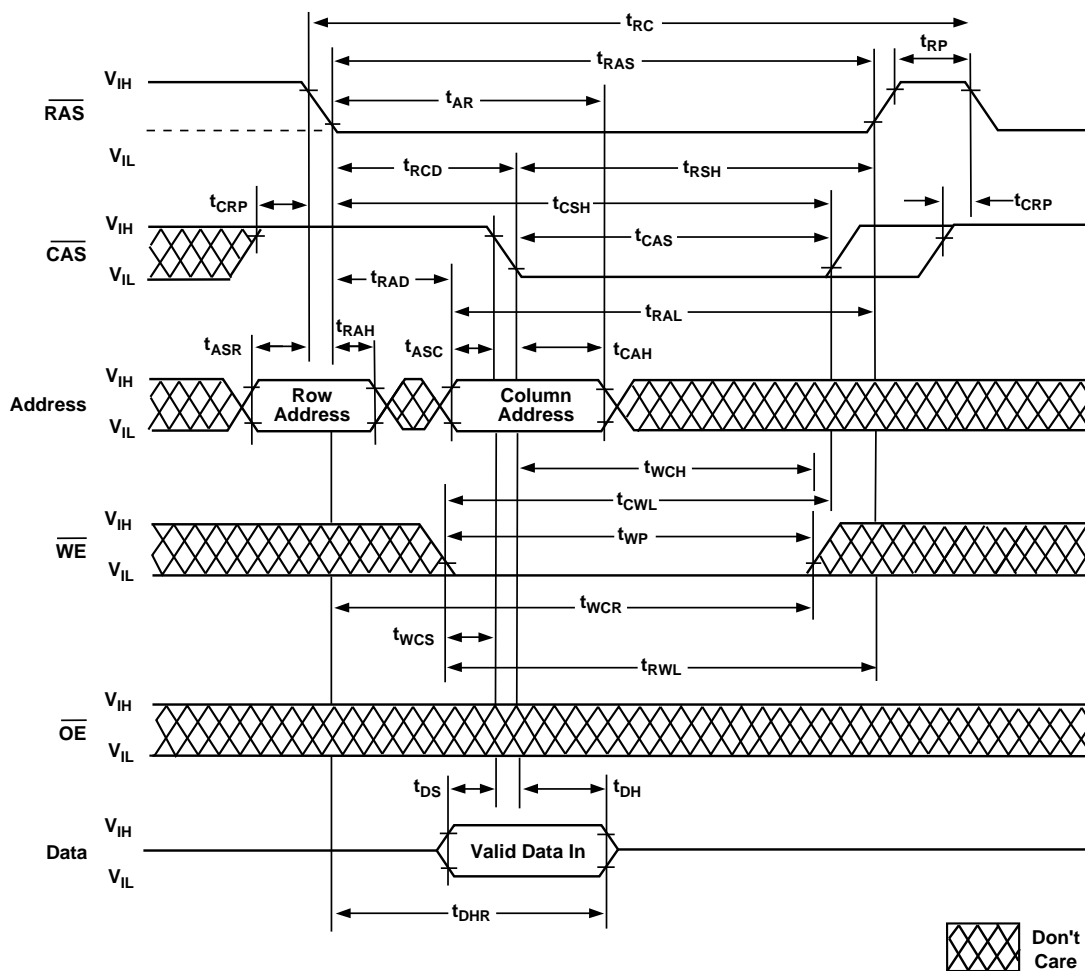 tRC
tRP
VIH
tRAS
RAS
tAR
VIL
tRCD
tRSH
tCRP
tCSH
tCRP
VIH
CAS
tCAS
VIL
tRAD
tRAL
tASR
tRAH
tASC
tCAH
VIH
Address
Row Address
Column Address
VIL
tWCH
tCWL
VIH
WE
tWP
VIL
tWCR
tWCS
tRWL
VIH
OE
VIL
tDS
tDH
VIH
Data
Valid Data In
VIL
tDHR
Don't
Care